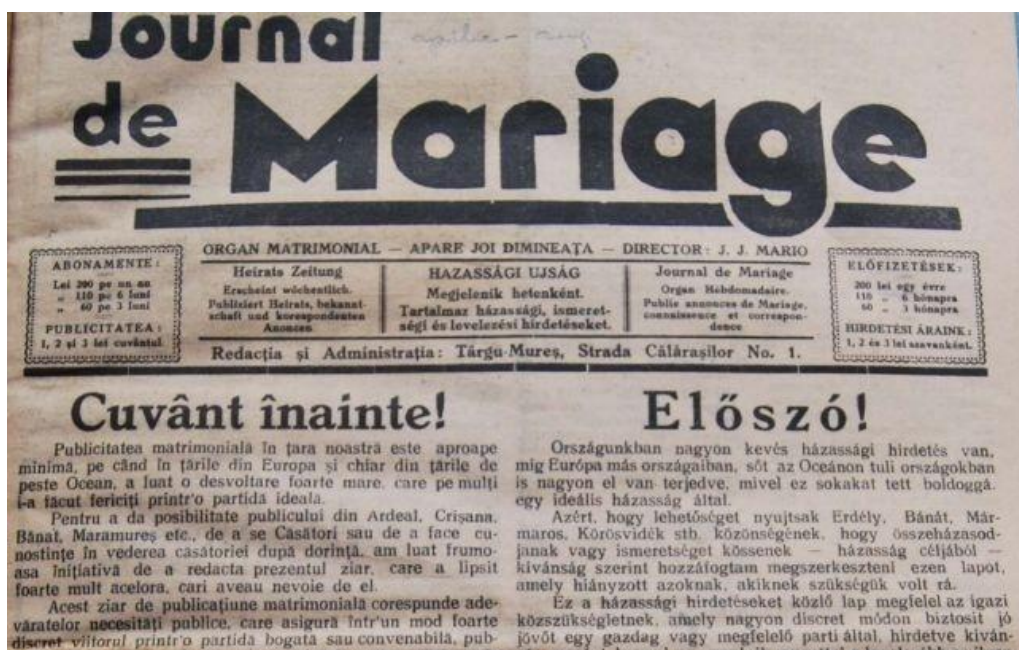 Journal
aprilie - aug
de Mariage
ORGAN MATRIMONIAL — APARE JOI DIMINEAȚA — DIRECTOR: J. J. MARIO
ABONAMENTE:
Lei 200 pe un an
„ 110 pe 6 luni
„ 60 pe 3 luni
PUBLICITATEA:
1, 2 și 3 lei cuvântul
Heirats Zeitung
Erscheint wöchentlich.
Publiziert Heirats, bekannt-
schaft und korespondenten
Anoncen
HAZASSÁGI UJSÁG
Megjelenik hetenként.
Tartalmaz házassági, ismeret-
ségi és levelezési hirdetéseket.
Journal de Mariage
Organ Hebdomadaire.
Publie annonces de Mariage,
connaissence et correspon-
dence
ELŐFIZETÉSEK:
200 lei egy évre
110 „ 6 hónapra
60 „ 3 hónapra
HIRDETÉSI ÁRAINK:
1, 2 és 3 lei szavanként.
Redacția și Administrația: Târgu-Mureș, Strada Călărașilor No. 1.
Cuvânt înainte!
Publicitatea matrimonială în țara noastră este aproape
minimă, pe când în țările din Europa și chiar din țările de
peste Ocean, a luat o desvoltare foarte mare, care pe mulți
i-a făcut fericiți printr'o partidă ideală.
Pentru a da posibilitate publicului din Ardeal, Crișana,
Bănat, Maramureș etc., de a se Căsători sau de a face cu-
nostințe în vederea căsătoriei după dorință, am luat frumo-
asa inițiativă de a redacta prezentul ziar, care a lipsit
foarte mult acelora, cari aveau nevoie de el.
Acest ziar de publicațiune matrimonială corespunde ade-
văratelor necesități publice, care asigură într'un mod foarte
discret viitorul printr'o partidă bogată sau convenabilă, pub-
Előszó!
Országunkban nagyon kevés házassági hirdetés van,
mig Európa más országaiban, sőt az Oceánon tuli országokban
is nagyon el van terjedve, mivel ez sokakat tett boldoggá,
egy ideális házasság által.
Azért, hogy lehetőséget nyujtsak Erdély, Bánát, Már-
maros, Körösvidék stb. közönségének, hogy összeházasod-
janak vagy ismeretséget kössenek — házasság céljából —
kivánság szerint hozzáfogtam megszerkeszteni ezen lapot,
amely hiányzott azoknak, akiknek szükségük volt rá.
Ez a házassági hirdetéseket közlő lap megfelel az igazi
közszükségletnek, amely nagyon discret módon biztosit jó
jövőt egy gazdag vagy megfelelő parti által, hirdetve kiván-